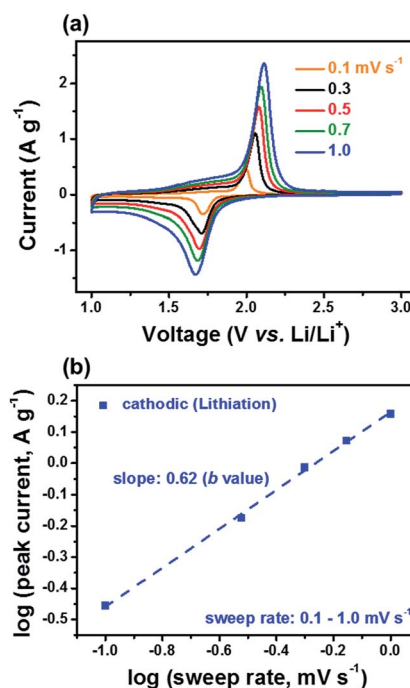 (a)
0.1 mV s⁻¹
0.3
0.5
0.7
1.0
2
1
0
-1
Current (A g⁻¹)
1.0 1.5 2.0 2.5 3.0
Voltage (V vs. Li/Li⁺)
(b)
cathodic (Lithiation)
slope: 0.62 (b value)
sweep rate: 0.1 - 1.0 mV s⁻¹
0.2
0.1
0.0
-0.1
-0.2
-0.3
-0.4
-0.5
log (peak current, A g⁻¹)
-1.0 -0.8 -0.6 -0.4 -0.2 0.0
log (sweep rate, mV s⁻¹)